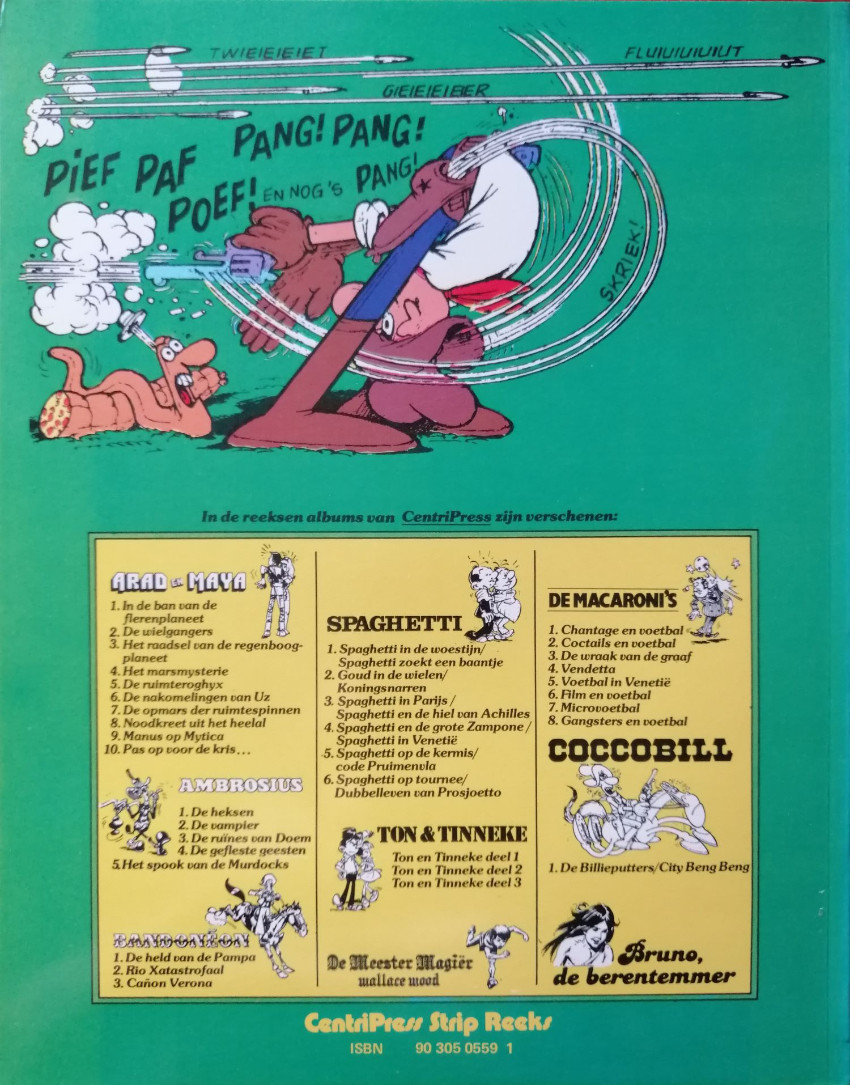 TWIEIEIEIET
FLUIUIUIUIUT
GIEIEIEIBER
PIEF PAF
PANG! PANG!
POEF!
EN NOG'S
PANG!
SKRIEK!
In de reeksen albums van CentriPress zijn verschenen:
ARAD EN MAYA
1. In de ban van de
flerenplaneet
2. De wielgangers
3. Het raadsel van de regenboog-
planeet
4. Het marsmysterie
5. De ruimteroghyx
6. De nakomelingen van Uz
7. De opmars der ruimtespinnen
8. Noodkreet uit het heelal
9. Manus op Mytica
10. Pas op voor de kris...
AMBROSIUS
1. De heksen
2. De vampier
3. De ruïnes van Doem
4. De gefleste geesten
5. Het spook van de Murdocks
BANDONÉON
1. De held van de Pampa
2. Rio Xatastrofaal
3. Cañon Verona
SPAGHETTI
1. Spaghetti in de woestijn/
Spaghetti zoekt een baantje
2. Goud in de wielen/
Koningsnarren
3. Spaghetti in Parijs/
Spaghetti en de hiel van Achilles
4. Spaghetti en de grote Zampone/
Spaghetti in Venetië
5. Spaghetti op de kermis/
code Pruimenvla
6. Spaghetti op tournee/
Dubbelleven van Prosjoetto
TON & TINNEKE
Ton en Tinneke deel 1
Ton en Tinneke deel 2
Ton en Tinneke deel 3
De Meester Magiër
wallace wood
DE MACARONI'S
1. Chantage en voetbal
2. Coctails en voetbal
3. De wraak van de graaf
4. Vendetta
5. Voetbal in Venetië
6. Film en voetbal
7. Microvoetbal
8. Gangsters en voetbal
COCCOBILL
1. De Billieputters/City Beng Beng
Bruno,
de berentemmer
CentriPress Strip Reeks
ISBN 90 305 0559 1